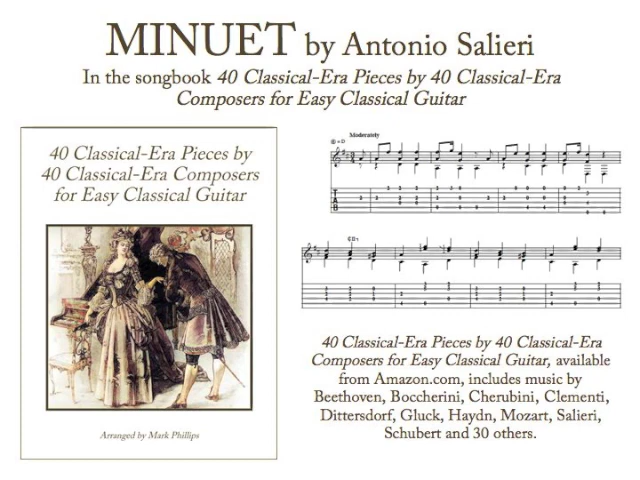 MINUET by Antonio Salieri
In the songbook 40 Classical-Era Pieces by 40 Classical-Era
Composers for Easy Classical Guitar
40 Classical-Era Pieces by
40 Classical-Era Composers
for Easy Classical Guitar
Arranged by Mark Phillips
Moderately
40 Classical-Era Pieces by 40 Classical-Era
Composers for Easy Classical Guitar, available
from Amazon.com, includes music by
Beethoven, Boccherini, Cherubini, Clementi,
Dittersdorf, Gluck, Haydn, Mozart, Salieri,
Schubert and 30 others.